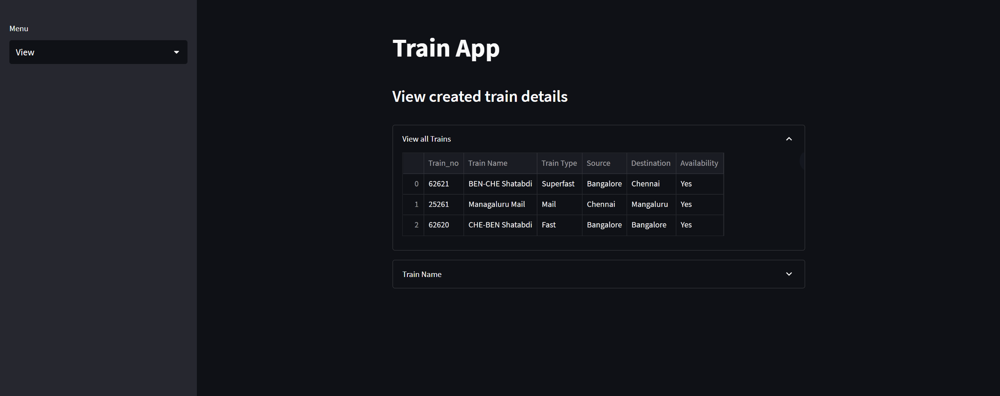 Menu
View
Train App
View created train details
View all Trains
Train_no Train Name Train Type Source Destination Availability
0 62621 BEN-CHE Shatabdi Superfast Bangalore Chennai Yes
1 25261 Managaluru Mail Mail Chennai Mangaluru Yes
2 62620 CHE-BEN Shatabdi Fast Bangalore Bangalore Yes
Train Name